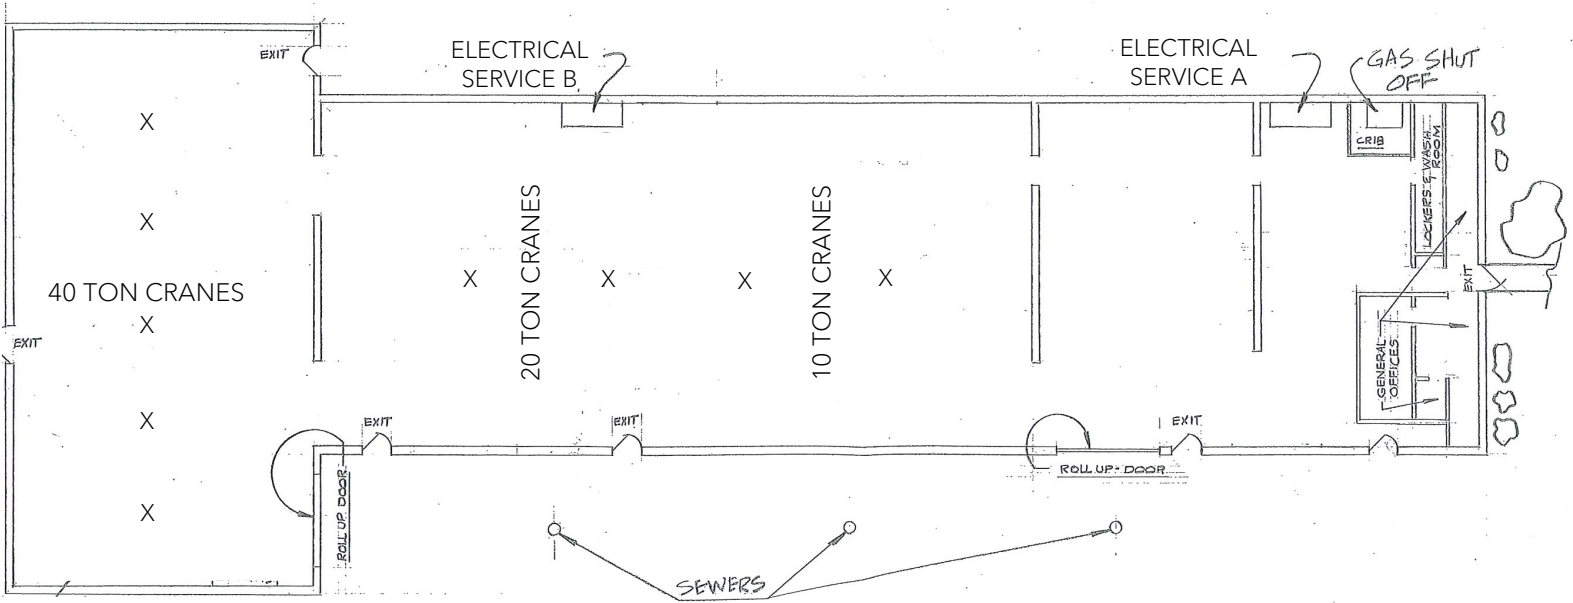 ELECTRICAL
SERVICE B
ELECTRICAL
SERVICE A
GAS SHUT
OFF
EXIT
X
CRIB
LOCKERS & WASH
ROOM
X
20 TON CRANES
10 TON CRANES
40 TON CRANES
X
X
X
X
EXIT
X
EXIT
GENERAL
OFFICES
X
EXIT
EXIT
EXIT
ROLL UP DOOR
ROLL UP DOOR
X
SEWERS